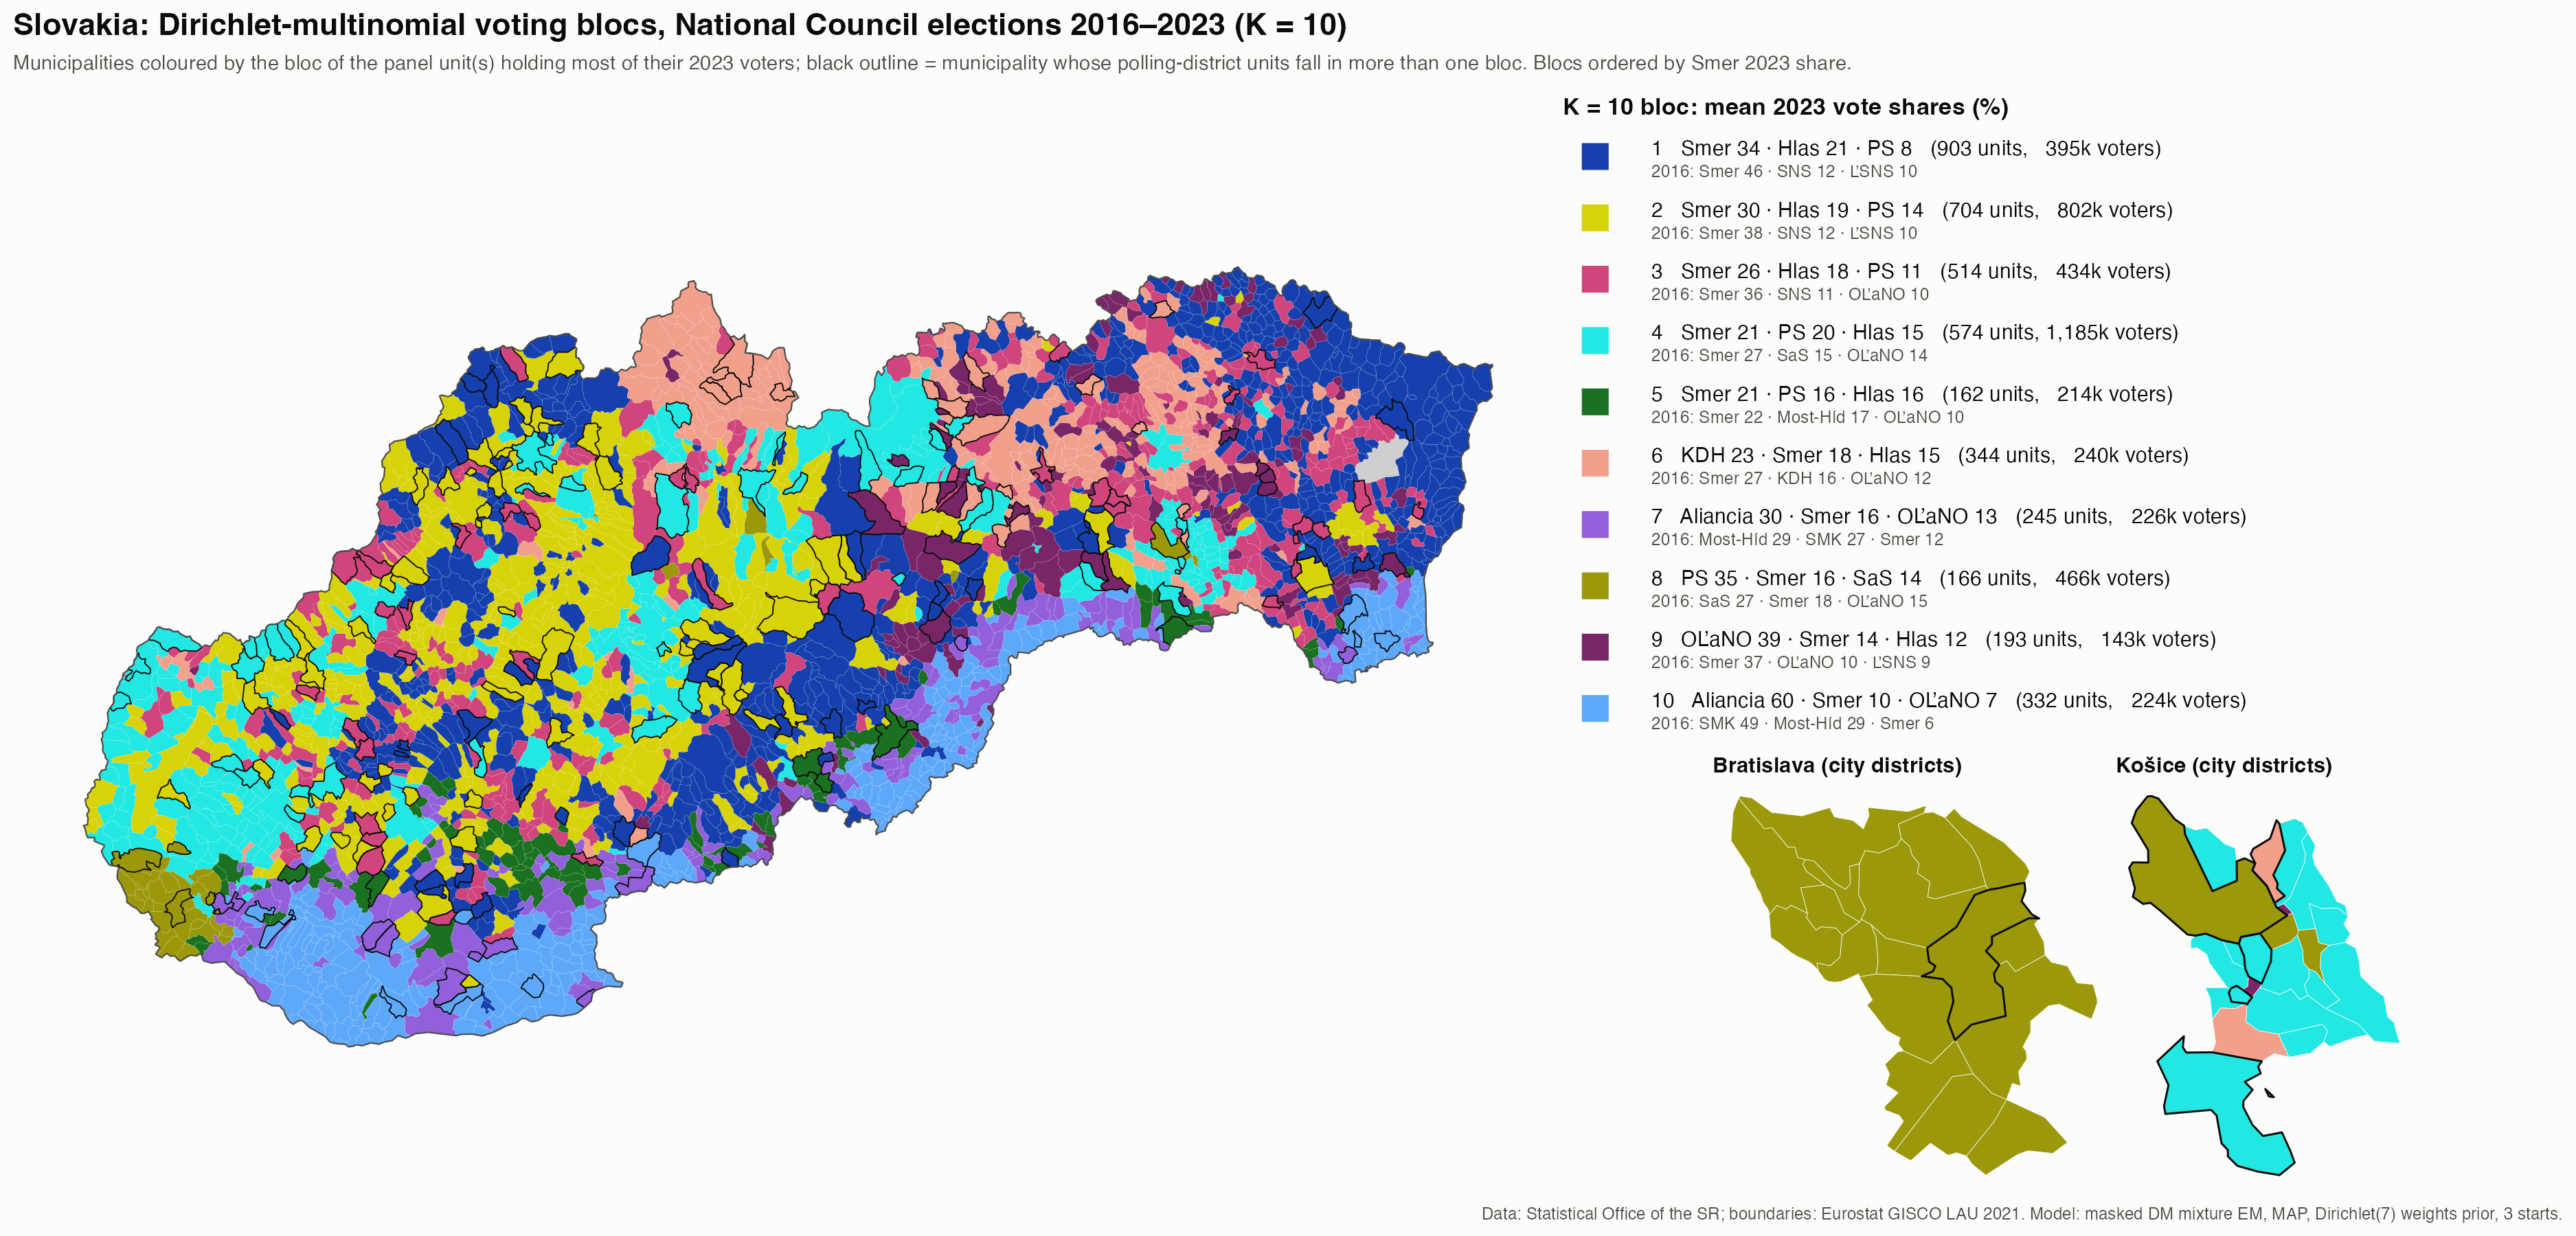 Slovakia: Dirichlet-multinomial voting blocs, National Council elections 2016–2023 (K = 10)
Municipalities coloured by the bloc of the panel unit(s) holding most of their 2023 voters; black outline = municipality whose polling-district units fall in more than one bloc. Blocs ordered by Smer 2023 share.
K = 10 bloc: mean 2023 vote shares (%)
1 Smer 34 · Hlas 21 · PS 8 (903 units, 395k voters)
2016: Smer 46 · SNS 12 · ĽSNS 10
2 Smer 30 · Hlas 19 · PS 14 (704 units, 802k voters)
2016: Smer 38 · SNS 12 · ĽSNS 10
3 Smer 26 · Hlas 18 · PS 11 (514 units, 434k voters)
2016: Smer 36 · SNS 11 · OĽaNO 10
4 Smer 21 · PS 20 · Hlas 15 (574 units, 1,185k voters)
2016: Smer 27 · SaS 15 · OĽaNO 14
5 Smer 21 · PS 16 · Hlas 16 (162 units, 214k voters)
2016: Smer 22 · Most-Híd 17 · OĽaNO 10
6 KDH 23 · Smer 18 · Hlas 15 (344 units, 240k voters)
2016: Smer 27 · KDH 16 · OĽaNO 12
7 Aliancia 30 · Smer 16 · OĽaNO 13 (245 units, 226k voters)
2016: Most-Híd 29 · SMK 27 · Smer 12
8 PS 35 · Smer 16 · SaS 14 (166 units, 466k voters)
2016: SaS 27 · Smer 18 · OĽaNO 15
9 OĽaNO 39 · Smer 14 · Hlas 12 (193 units, 143k voters)
2016: Smer 37 · OĽaNO 10 · ĽSNS 9
10 Aliancia 60 · Smer 10 · OĽaNO 7 (332 units, 224k voters)
2016: SMK 49 · Most-Híd 29 · Smer 6
Bratislava (city districts)
Košice (city districts)
Data: Statistical Office of the SR; boundaries: Eurostat GISCO LAU 2021. Model: masked DM mixture EM, MAP, Dirichlet(7) weights prior, 3 starts.